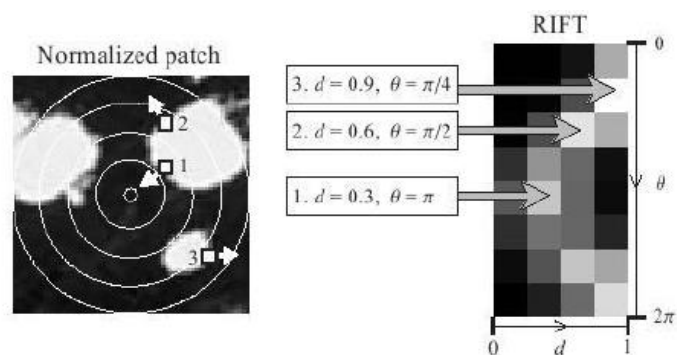 Normalized patch
2
1
3
3. d = 0.9, θ = π/4
2. d = 0.6, θ = π/2
1. d = 0.3, θ = π
RIFT
0
θ
2π
0
d
1